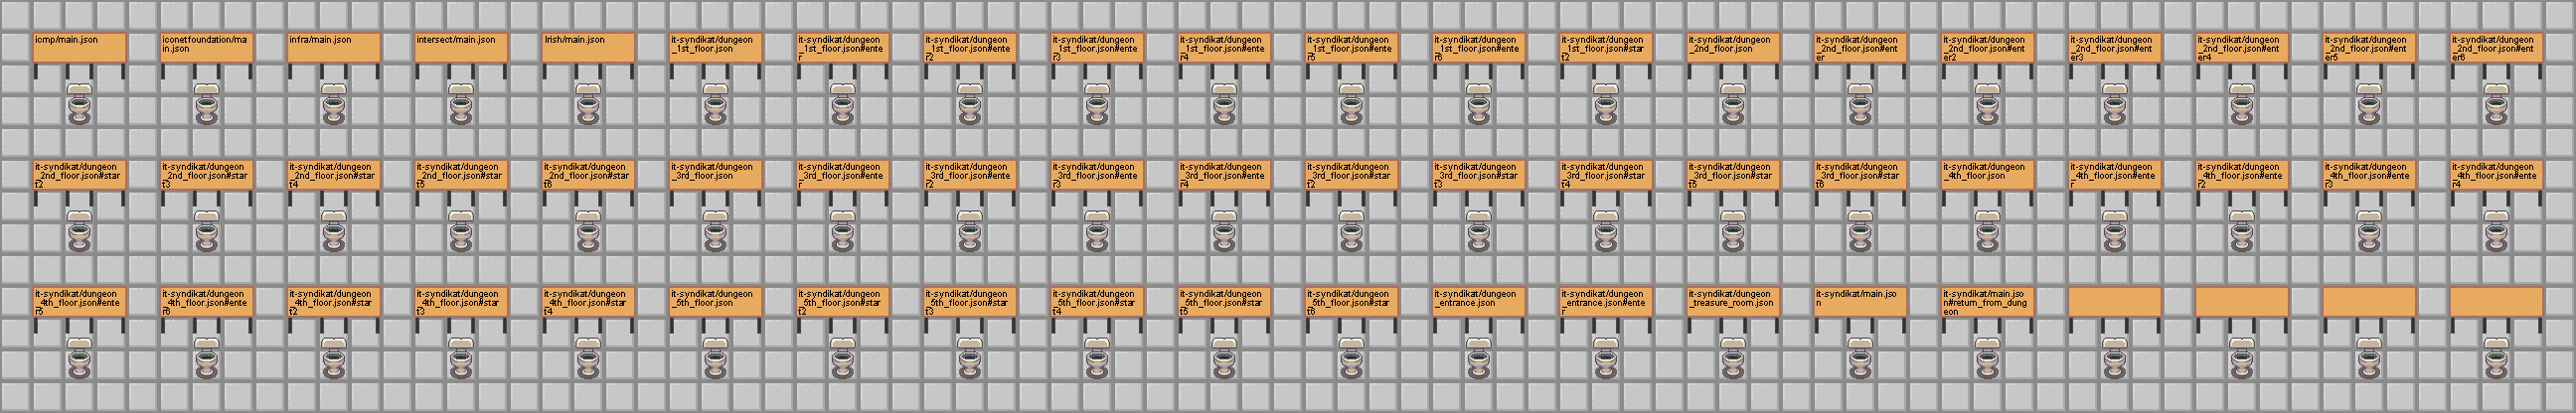 icmp/main.json
iconetfoundation/ma
in.json
infra/main.json
intersect/main.json
Irish/main.json
it-syndikat/dungeon
_1st_floor.json
it-syndikat/dungeon
_1st_floor.json#ente
r
it-syndikat/dungeon
_1st_floor.json#ente
r2
it-syndikat/dungeon
_1st_floor.json#ente
r3
it-syndikat/dungeon
_1st_floor.json#ente
r4
it-syndikat/dungeon
_1st_floor.json#ente
r5
it-syndikat/dungeon
_1st_floor.json#ente
r6
it-syndikat/dungeon
_1st_floor.json#star
t2
it-syndikat/dungeon
_2nd_floor.json
it-syndikat/dungeon
_2nd_floor.json#ent
er
it-syndikat/dungeon
_2nd_floor.json#ent
er2
it-syndikat/dungeon
_2nd_floor.json#ent
er3
it-syndikat/dungeon
_2nd_floor.json#ent
er4
it-syndikat/dungeon
_2nd_floor.json#ent
er5
it-syndikat/dungeon
_2nd_floor.json#ent
er6
it-syndikat/dungeon
_2nd_floor.json#star
t2
it-syndikat/dungeon
_2nd_floor.json#star
t3
it-syndikat/dungeon
_2nd_floor.json#star
t4
it-syndikat/dungeon
_2nd_floor.json#star
t5
it-syndikat/dungeon
_2nd_floor.json#star
t6
it-syndikat/dungeon
_3rd_floor.json
it-syndikat/dungeon
_3rd_floor.json#ente
r
it-syndikat/dungeon
_3rd_floor.json#ente
r2
it-syndikat/dungeon
_3rd_floor.json#ente
r3
it-syndikat/dungeon
_3rd_floor.json#ente
r4
it-syndikat/dungeon
_3rd_floor.json#star
t2
it-syndikat/dungeon
_3rd_floor.json#star
t3
it-syndikat/dungeon
_3rd_floor.json#star
t4
it-syndikat/dungeon
_3rd_floor.json#star
t5
it-syndikat/dungeon
_3rd_floor.json#star
t6
it-syndikat/dungeon
_4th_floor.json
it-syndikat/dungeon
_4th_floor.json#ente
r
it-syndikat/dungeon
_4th_floor.json#ente
r2
it-syndikat/dungeon
_4th_floor.json#ente
r3
it-syndikat/dungeon
_4th_floor.json#ente
r4
it-syndikat/dungeon
_4th_floor.json#ente
r5
it-syndikat/dungeon
_4th_floor.json#ente
r6
it-syndikat/dungeon
_4th_floor.json#star
t2
it-syndikat/dungeon
_4th_floor.json#star
t3
it-syndikat/dungeon
_4th_floor.json#star
t4
it-syndikat/dungeon
_5th_floor.json
it-syndikat/dungeon
_5th_floor.json#star
t2
it-syndikat/dungeon
_5th_floor.json#star
t3
it-syndikat/dungeon
_5th_floor.json#star
t4
it-syndikat/dungeon
_5th_floor.json#star
t5
it-syndikat/dungeon
_5th_floor.json#star
t6
it-syndikat/dungeon
_entrance.json
it-syndikat/dungeon
_entrance.json#ente
r
it-syndikat/dungeon
_treasure_room.json
it-syndikat/main.jso
n
it-syndikat/main.jso
n#return_from_dung
eon